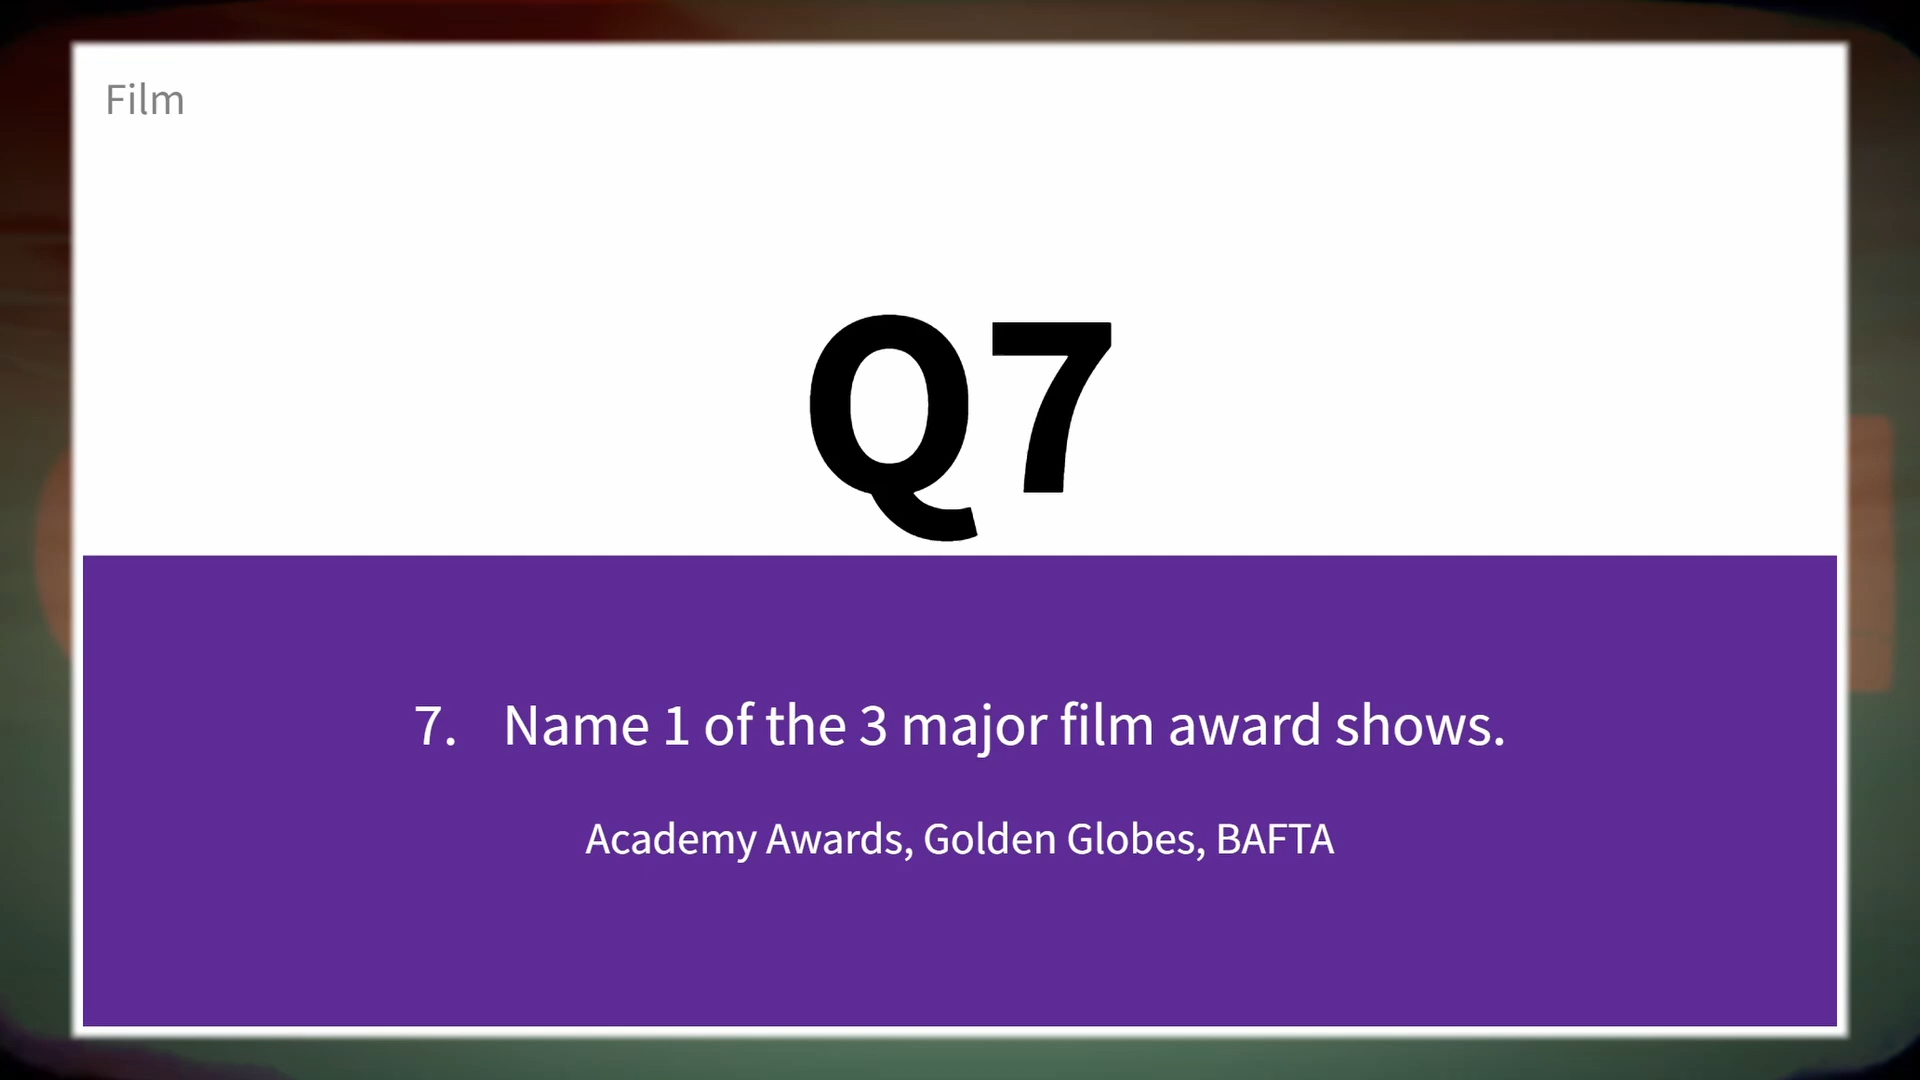 Film
Q7
7. Name 1 of the 3 major film award shows.
Academy Awards, Golden Globes, BAFTA